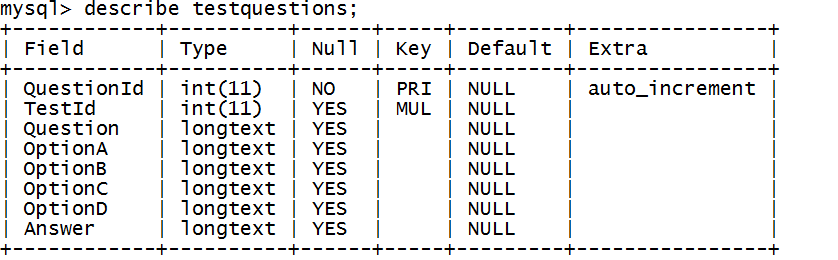 mysql> describe testquestions;
+------------+----------+------+-----+---------+----------------+
| Field      | Type     | Null | Key | Default | Extra          |
+------------+----------+------+-----+---------+----------------+
| QuestionId | int(11)  | NO   | PRI | NULL    | auto_increment |
| TestId     | int(11)  | YES  | MUL | NULL    |                |
| Question   | longtext | YES  |     | NULL    |                |
| OptionA    | longtext | YES  |     | NULL    |                |
| OptionB    | longtext | YES  |     | NULL    |                |
| OptionC    | longtext | YES  |     | NULL    |                |
| OptionD    | longtext | YES  |     | NULL    |                |
| Answer     | longtext | YES  |     | NULL    |                |
+------------+----------+------+-----+---------+----------------+